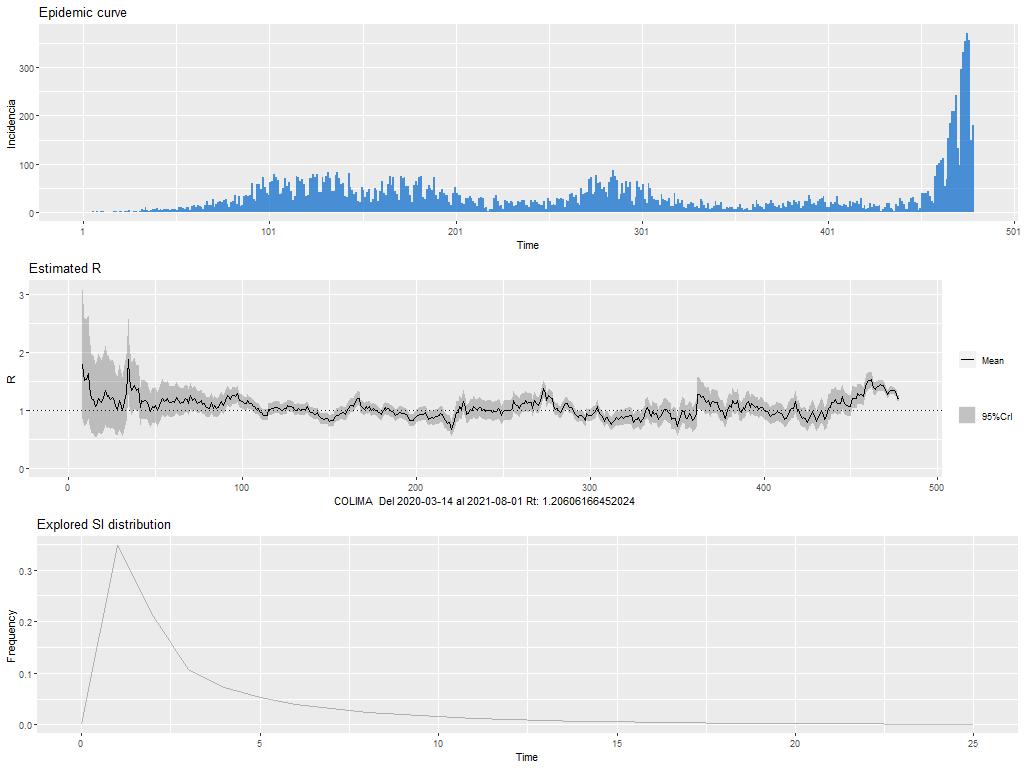 Epidemic curve
Incidencia
300
200
100
0
1
101
201
301
401
501
Time
Estimated R
R
3
2
1
0
0
100
200
300
400
500
Mean
95%CrI
COLIMA Del 2020-03-14 al 2021-08-01 Rt: 1.20606166452024
Explored SI distribution
Frequency
0.3
0.2
0.1
0.0
0
5
10
15
20
25
Time